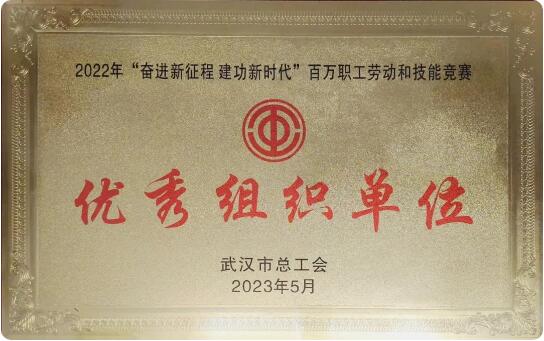 2022年“奋进新征程 建功新时代”百万职工劳动和技能竞赛
优秀组织单位
武汉市总工会
2023年5月